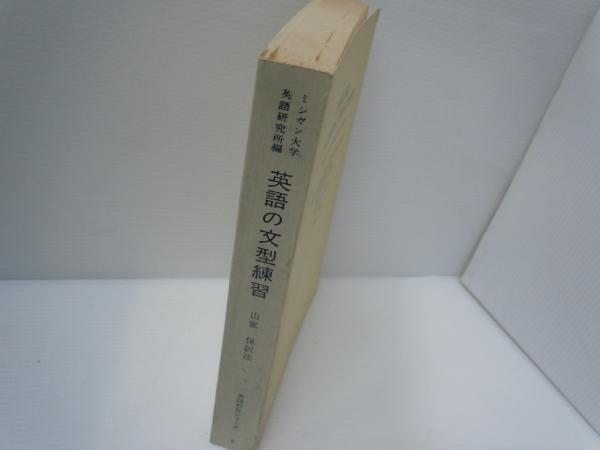 ミシガン大学
英語研究所編
英語の文型練習
山家 保訳注